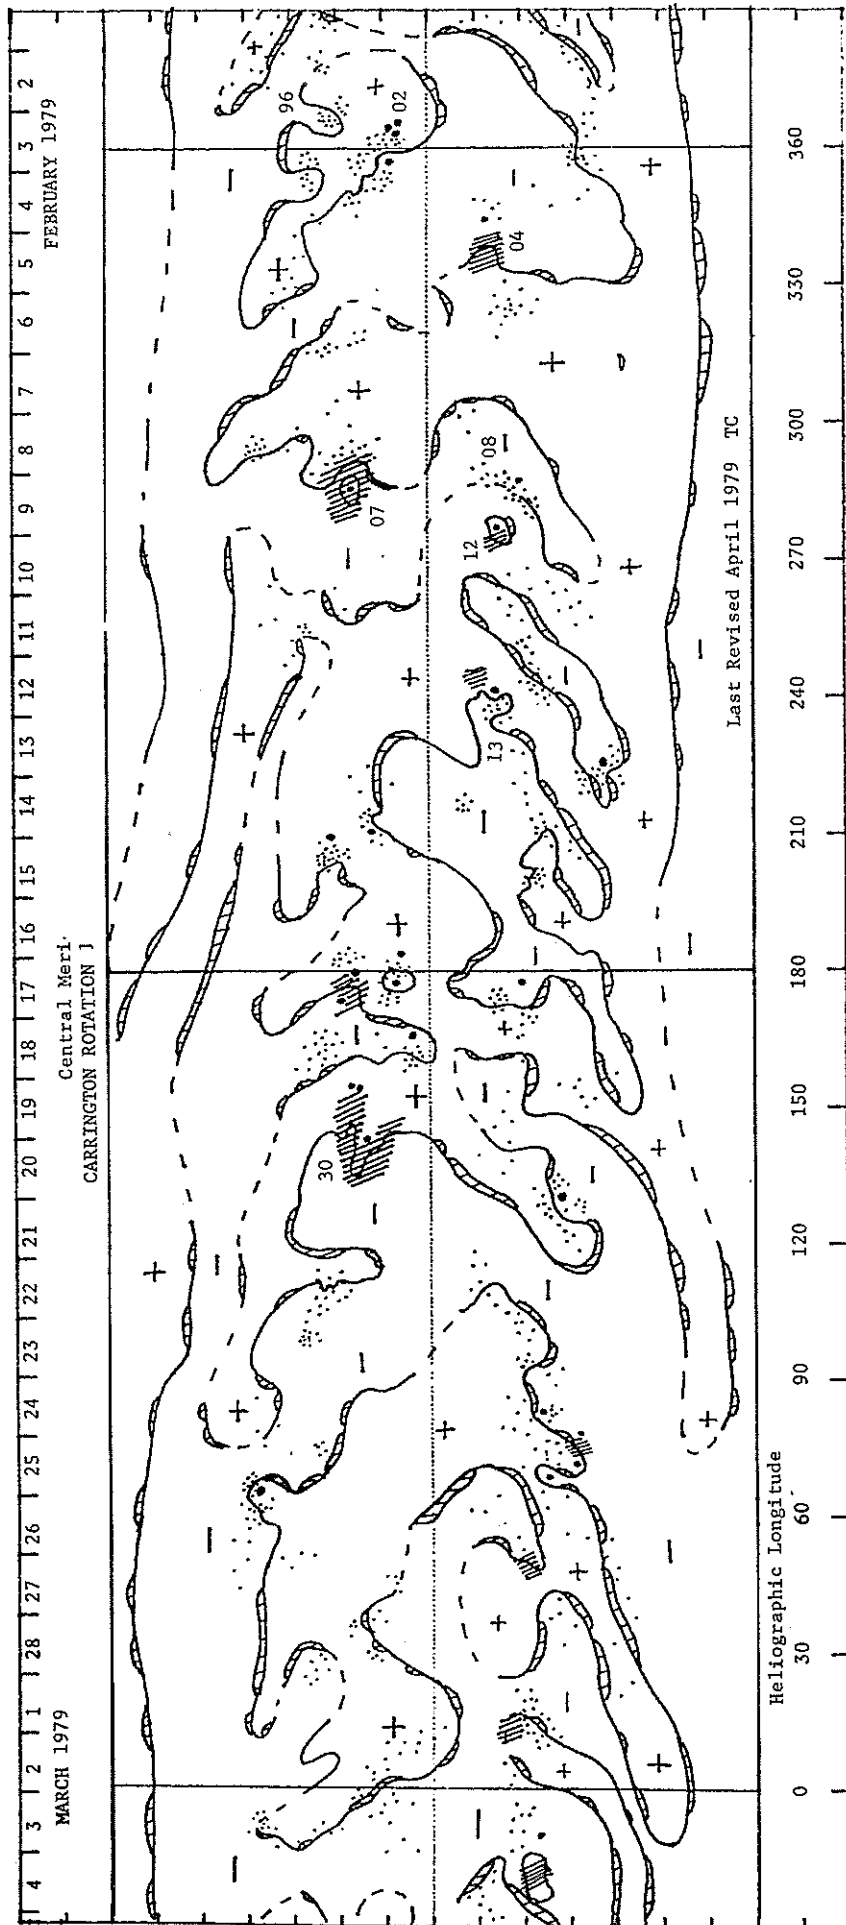 4 3 2 1 28 27 26 25 24 23 22 21 20 19 18 17 16 15 14 13 12 11 10 9 8 7 6 5 4 3 2
MARCH 1979 Central Meri. FEBRUARY 1979
CARRINGTON ROTATION 1
96
30
07
02
12
08
13
04
Last Revised April 1979 TC
Heliographic Longitude
0 30 60 90 120 150 180 210 240 270 300 330 360